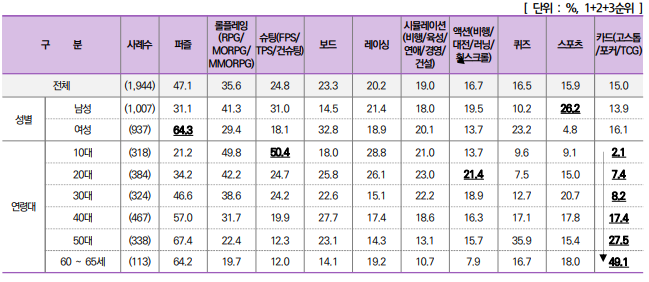 [ 단위 : %, 1+2+3순위 ]
구 분 사례수 퍼즐 롤플레잉(RPG/MORPG/MMORPG) 슈팅(FPS/TPS/건슈팅) 보드 레이싱 시뮬레이션(비행/육성/연애/경영/건설) 액션(비행/대전/러닝/횡스크롤) 퀴즈 스포츠 카드(고스톱/포커/TCG)
전체 (1,944) 47.1 35.6 24.8 23.3 20.2 19.0 16.7 16.5 15.9 15.0
성별 남성 (1,007) 31.1 41.3 31.0 14.5 21.4 18.0 19.5 10.2 26.2 13.9
여성 (937) 64.3 29.4 18.1 32.8 18.9 20.1 13.7 23.2 4.8 16.1
연령대 10대 (318) 21.2 49.8 50.4 18.0 28.8 21.0 13.7 9.6 9.1 2.1
20대 (384) 34.2 42.2 24.7 25.8 26.1 23.0 21.4 7.5 15.0 7.4
30대 (324) 46.6 38.6 24.2 22.6 15.1 22.2 18.9 12.7 20.7 8.2
40대 (467) 57.0 31.7 19.9 27.7 17.4 18.6 16.3 17.1 17.8 17.4
50대 (338) 67.4 22.4 12.3 23.1 14.3 13.1 15.7 35.9 15.4 27.5
60 ~ 65세 (113) 64.2 19.7 12.0 14.1 19.2 10.7 7.9 16.7 18.0 49.1